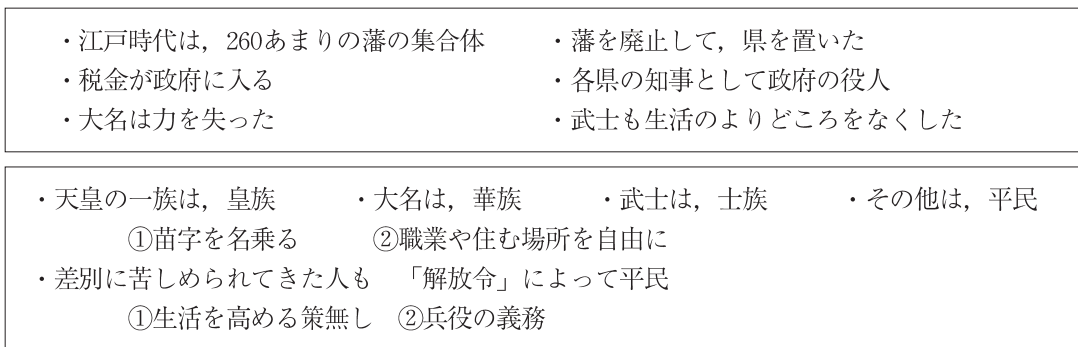 ・江戸時代は，260あまりの藩の集合体　・藩を廃止して，県を置いた
・税金が政府に入る　・各県の知事として政府の役人
・大名は力を失った　・武士も生活のよりどころをなくした
・天皇の一族は，皇族　・大名は，華族　・武士は，士族　・その他は，平民
①苗字を名乗る　②職業や住む場所を自由に
・差別に苦しめられてきた人も　「解放令」によって平民
①生活を高める策無し　②兵役の義務